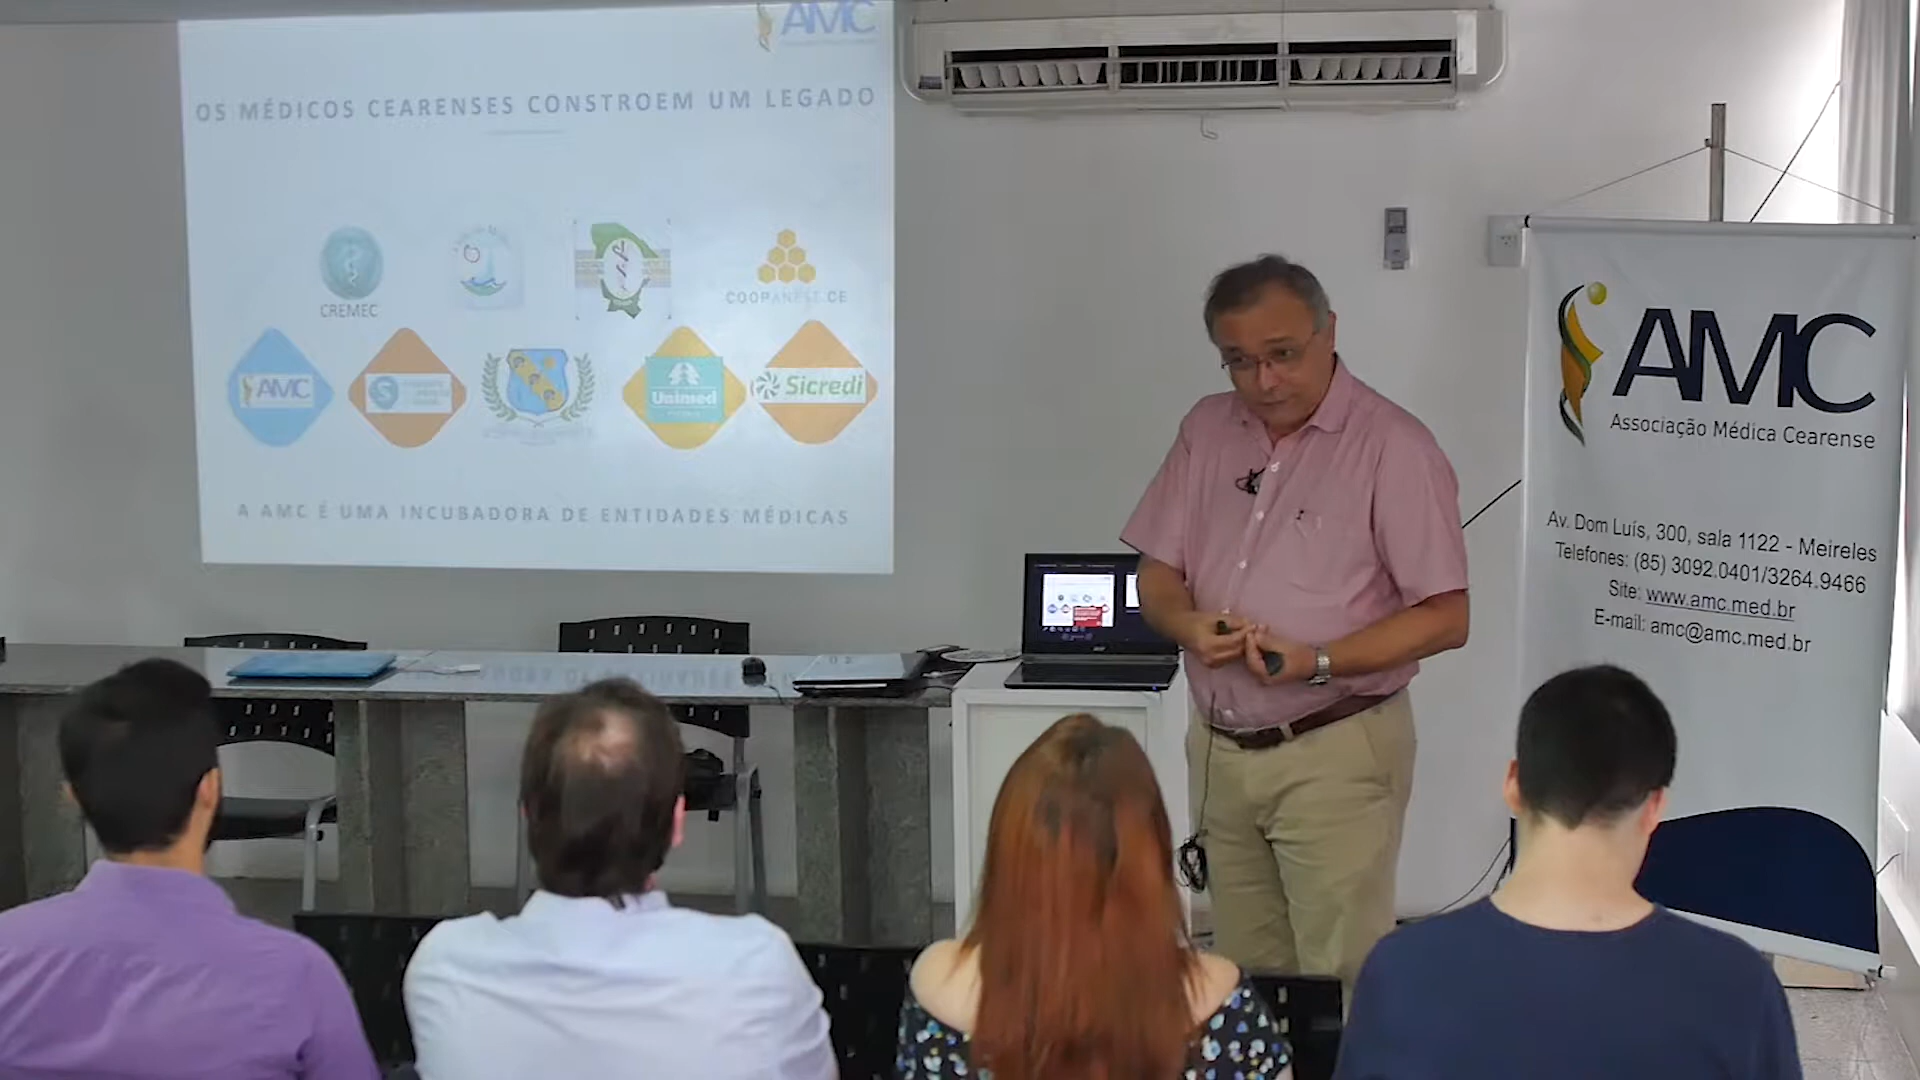 AMC
OS MÉDICOS CEARENSES CONSTROEM UM LEGADO
CREMEC
COOPANEST.CE
AMC
Unimed
Sicredi
A AMC É UMA INCUBADORA DE ENTIDADES MÉDICAS
AMC
Associação Médica Cearense
Av. Dom Luís, 300, sala 1122 - Meireles
Telefones: (85) 3092.0401/3264.9466
Site: www.amc.med.br
E-mail: amc@amc.med.br
acer